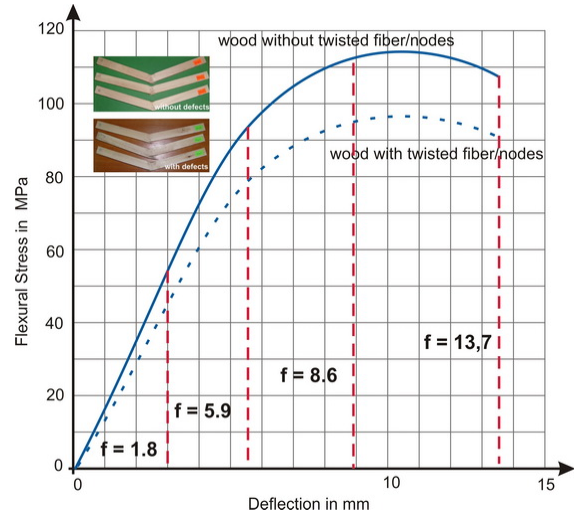 120
wood without twisted fiber/nodes
without defects
100
with defects
wood with twisted fiber/nodes
80
Flexural Stress in MPa
60
40
f = 13,7
f = 8.6
20
f = 5.9
f = 1.8
0
0
10
15
Deflection in mm